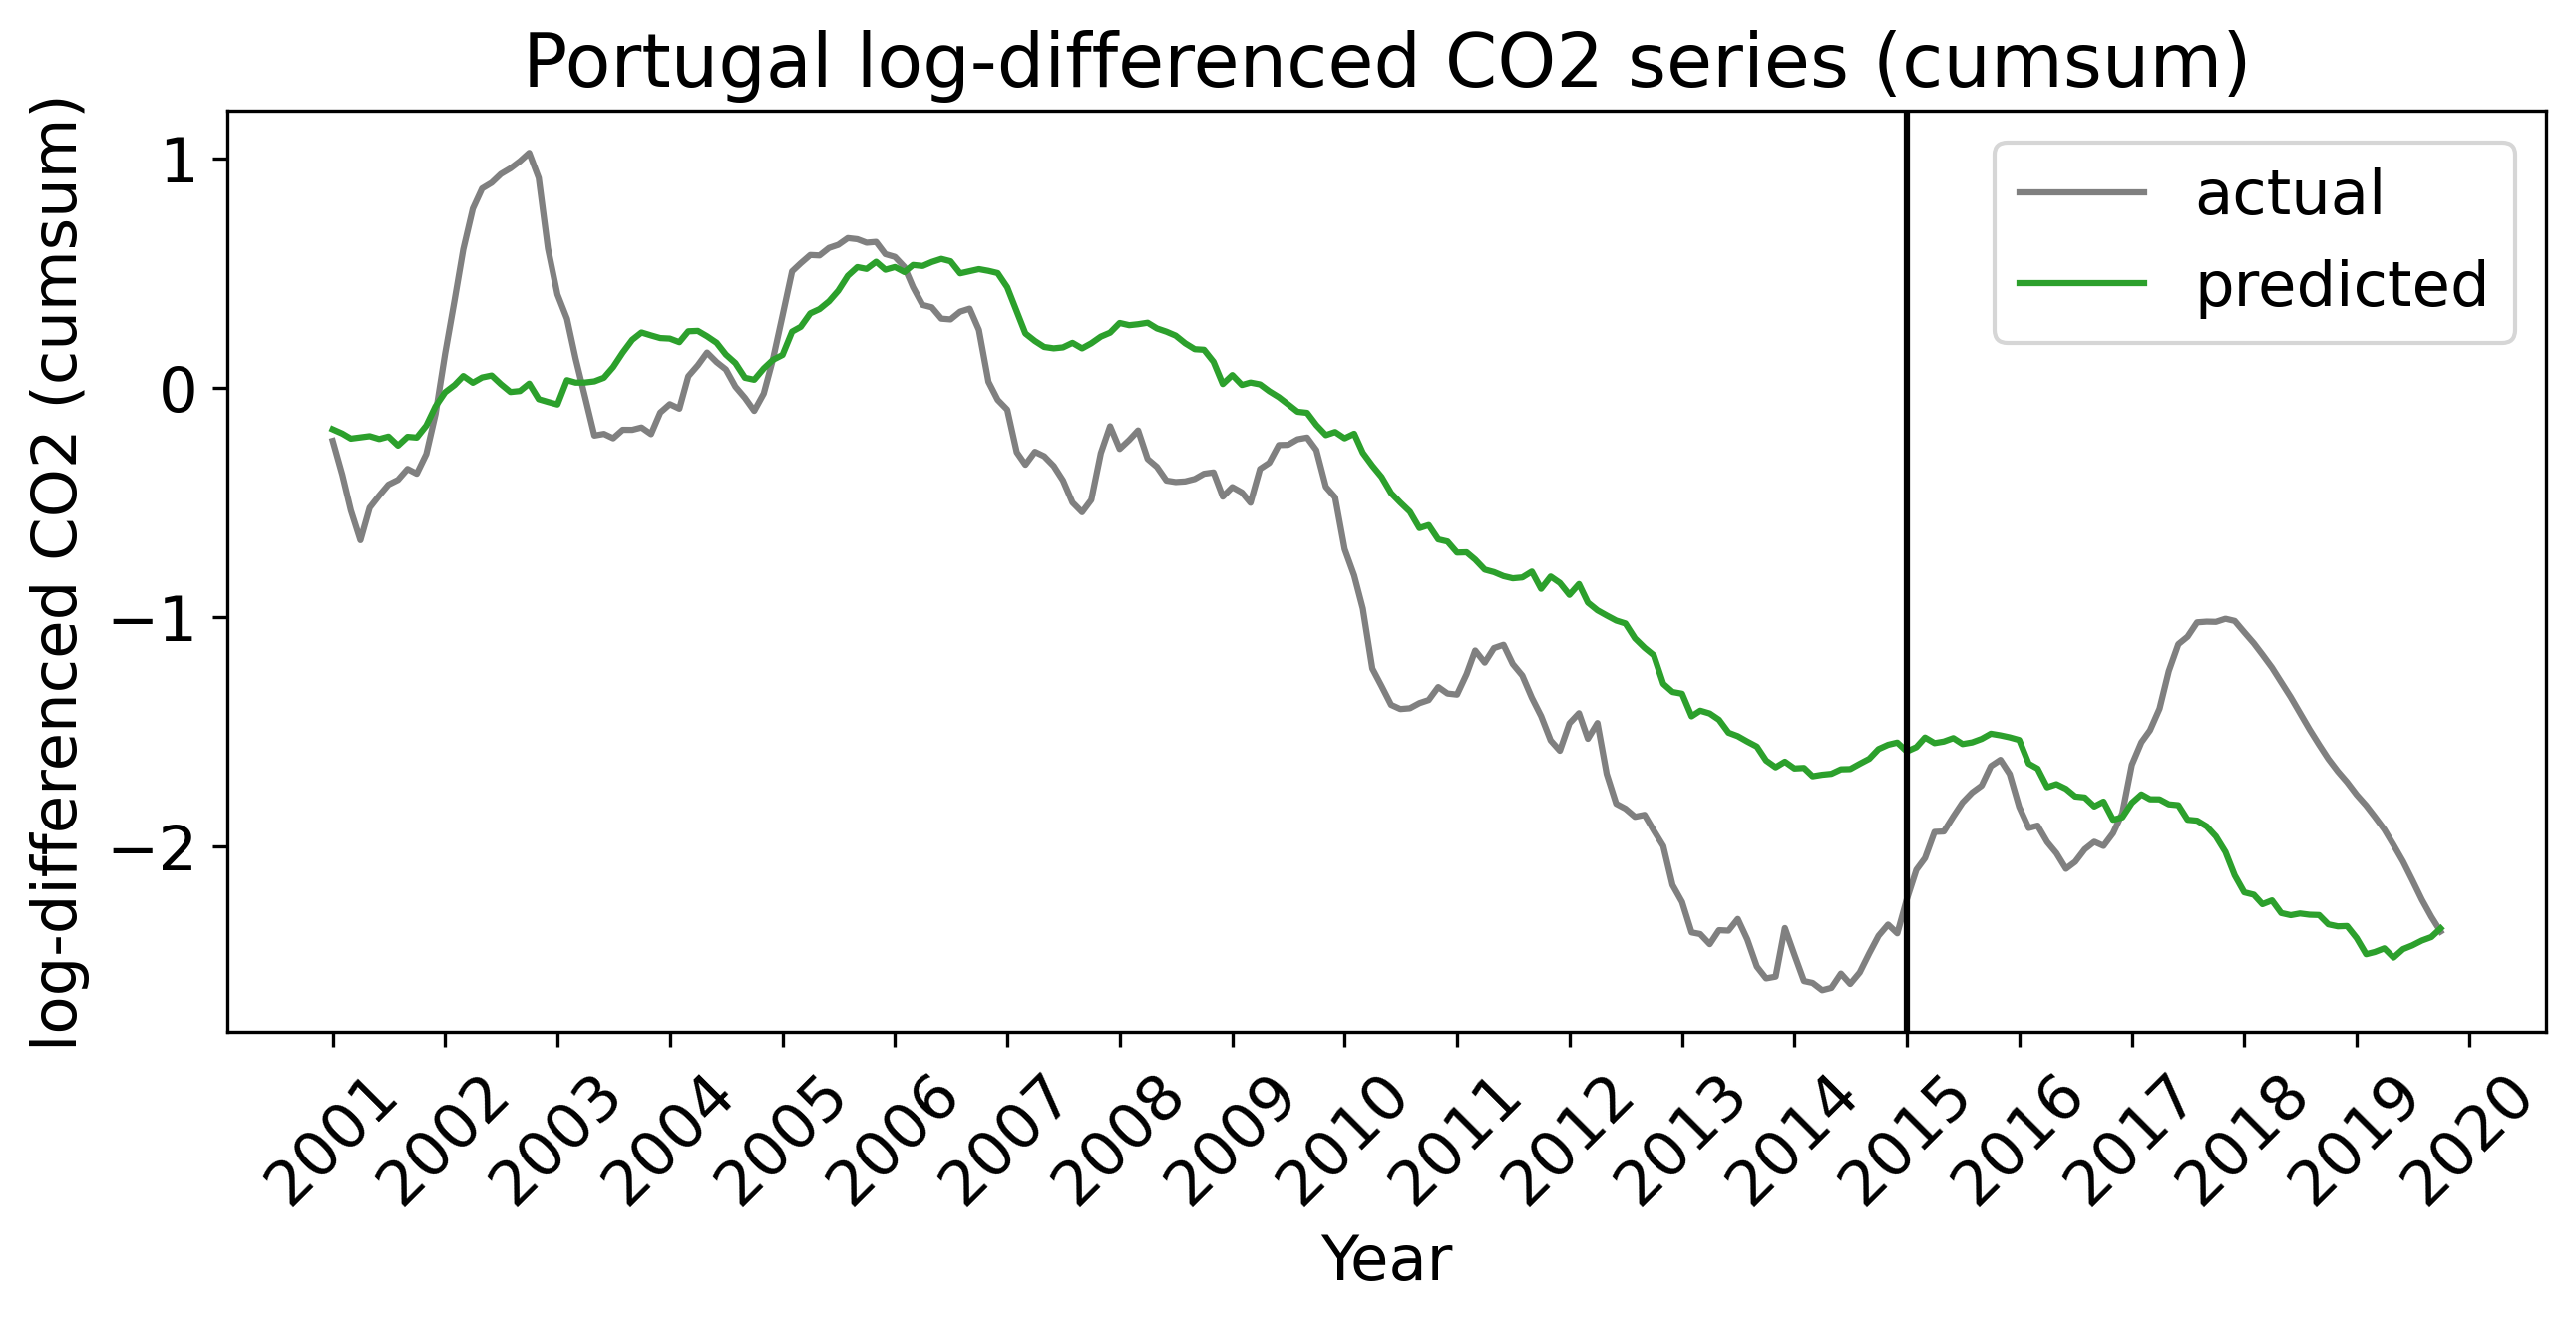 Portugal log-differenced CO2 series (cumsum)
log-differenced CO2 (cumsum)
1
0
−1
−2
actual
predicted
2001 2002 2003 2004 2005 2006 2007 2008 2009 2010 2011 2012 2013 2014 2015 2016 2017 2018 2019 2020
Year